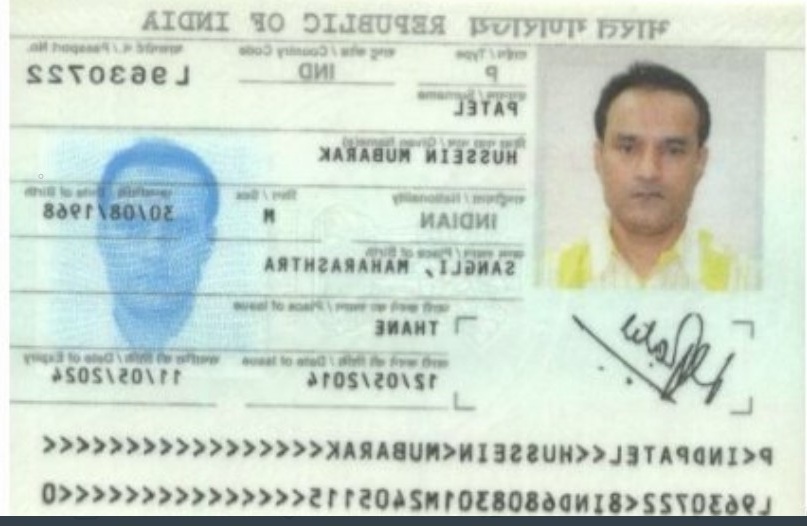 भारत गणराज्य REPUBLIC OF INDIA
टाईप / Type राष्ट्र कोड / Country Code पासपोर्ट न. / Passport No.
P IND L9630722
उपनाम / Surname
PATEL
दिया गया नाम / Given Name(s)
HUSSEIN MUBARAK
राष्ट्रीयता / Nationality लिंग / Sex जन्मतिथि / Date of Birth
INDIAN M 30/08/1968
जन्म स्थान / Place of Birth
SANGLI, MAHARASHTRA
जारी करने का स्थान / Place of Issue
THANE
जारी करने की तिथि / Date of Issue समाप्ति की तिथि / Date of Expiry
12/05/2014 11/05/2024
P<INDPATEL<<HUSSEIN<MUBARAK<<<<<<<<<<<<<<<<<
L9630722<8IND6808301M2405115<<<<<<<<<<<<<<<0